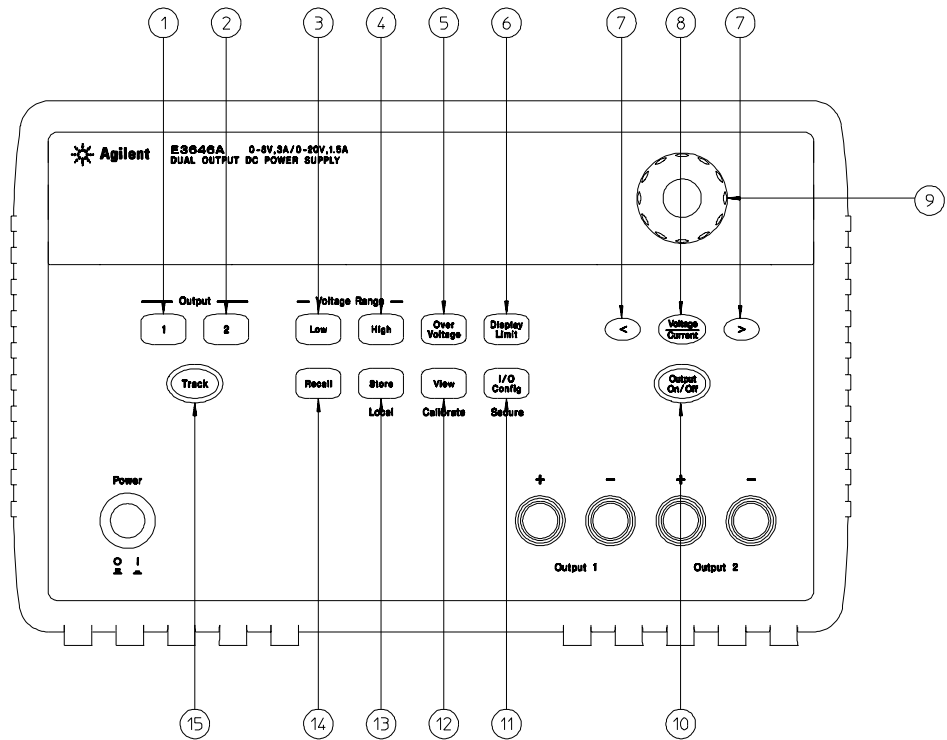 1 2 3 4 5 6 7 8 7
Agilent E3646A 0-8V,3A/0-20V,1.5A
DUAL OUTPUT DC POWER SUPPLY
9
Output Voltage Range
1 2 Low High Over Voltage Display Limit < Voltage Current >
Track Recall Store View I/O Config Output On/Off
Local Calibrate Secure
Power + - + -
O I
Output 1 Output 2
15 14 13 12 11 10